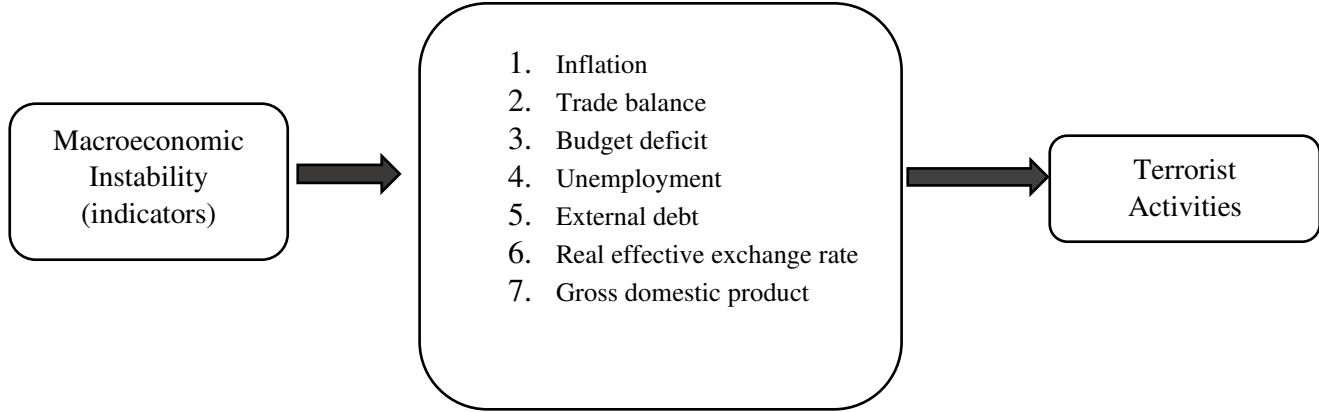 Macroeconomic
Instability
(indicators)
1. Inflation
2. Trade balance
3. Budget deficit
4. Unemployment
5. External debt
6. Real effective exchange rate
7. Gross domestic product
Terrorist
Activities